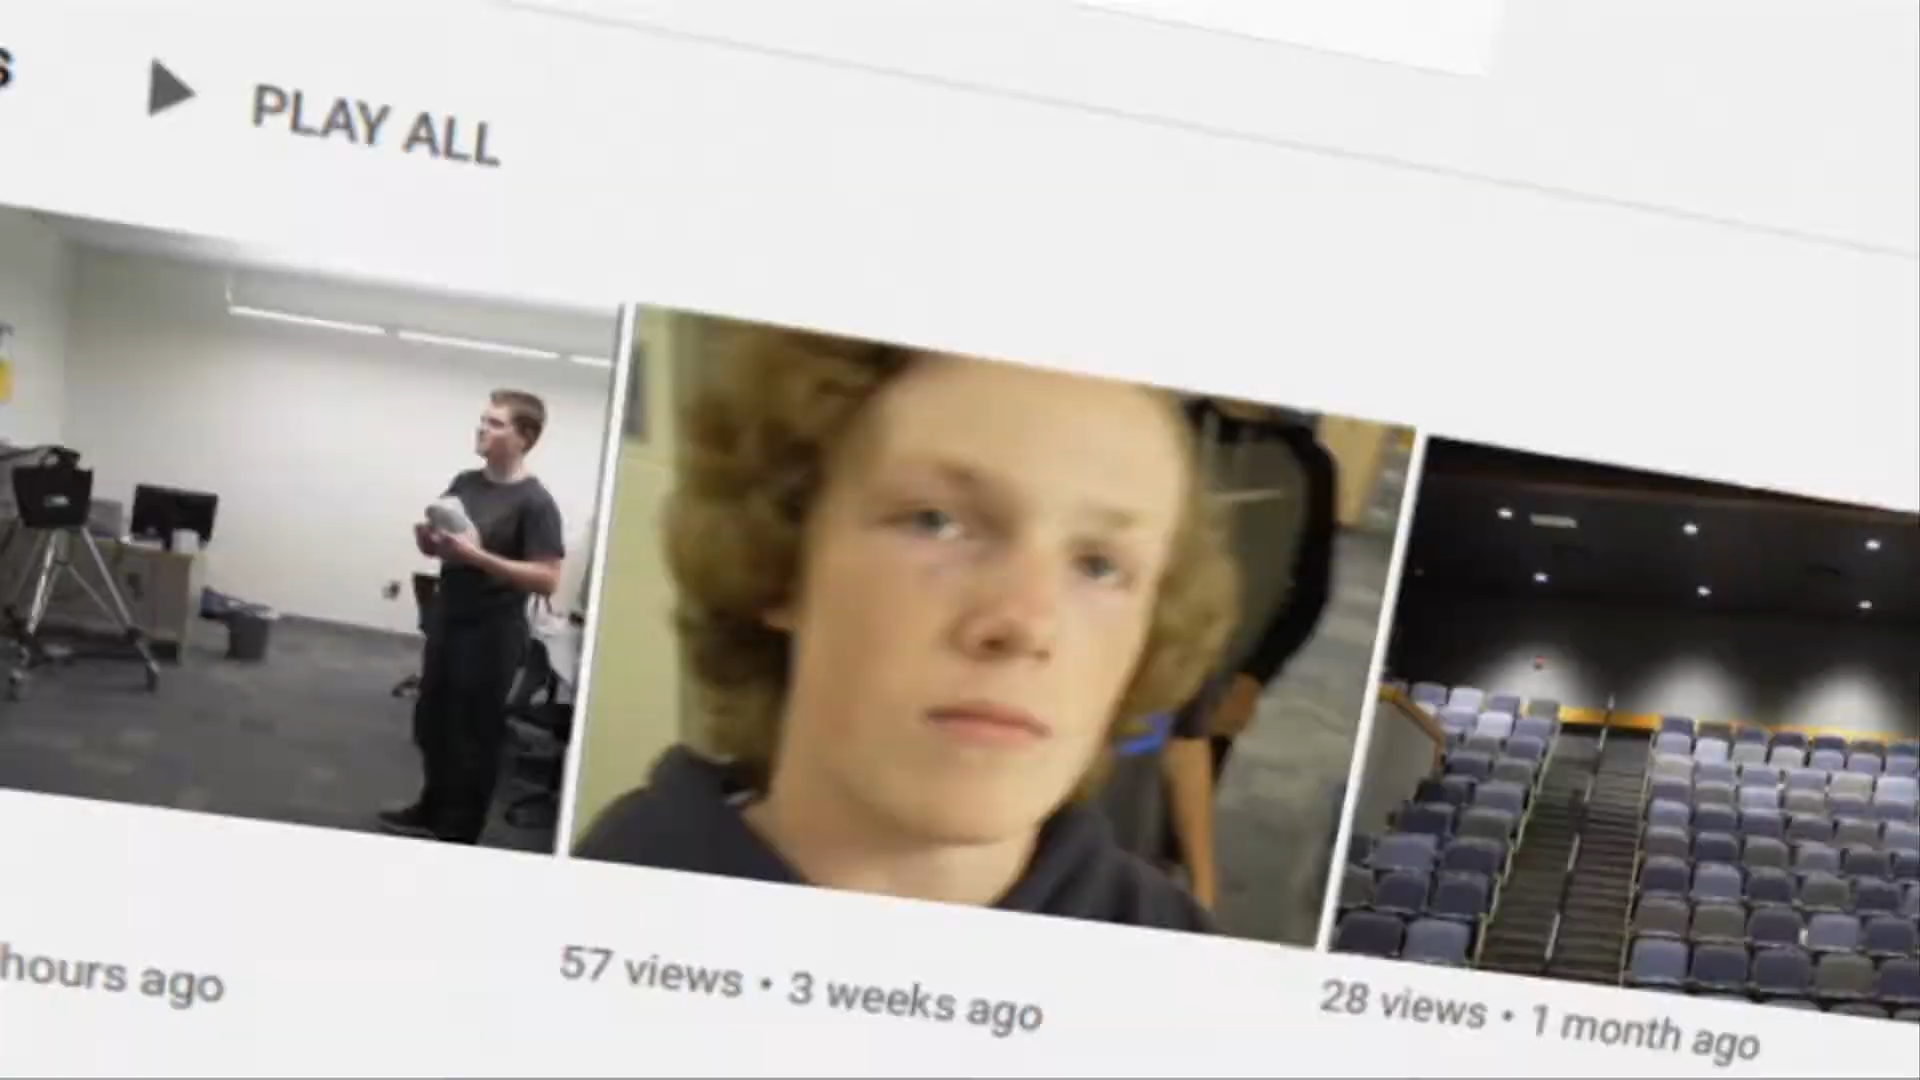 s PLAY ALL
hours ago
57 views • 3 weeks ago
28 views • 1 month ago